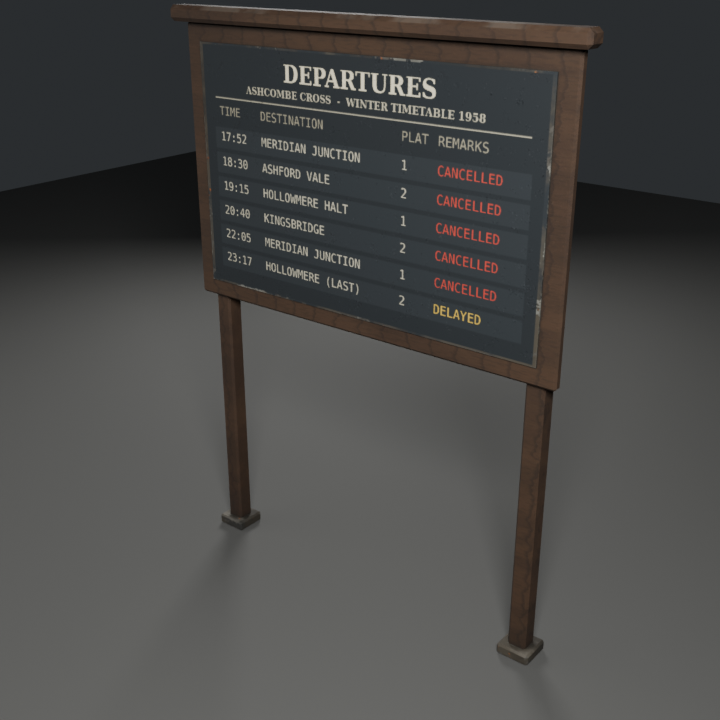 DEPARTURES
ASHCOMBE CROSS - WINTER TIMETABLE 1958
TIME DESTINATION PLAT REMARKS
17:52 MERIDIAN JUNCTION 1 CANCELLED
18:30 ASHFORD VALE 2 CANCELLED
19:15 HOLLOWMERE HALT 1 CANCELLED
20:40 KINGSBRIDGE 2 CANCELLED
22:05 MERIDIAN JUNCTION 1 CANCELLED
23:17 HOLLOWMERE (LAST) 2 DELAYED